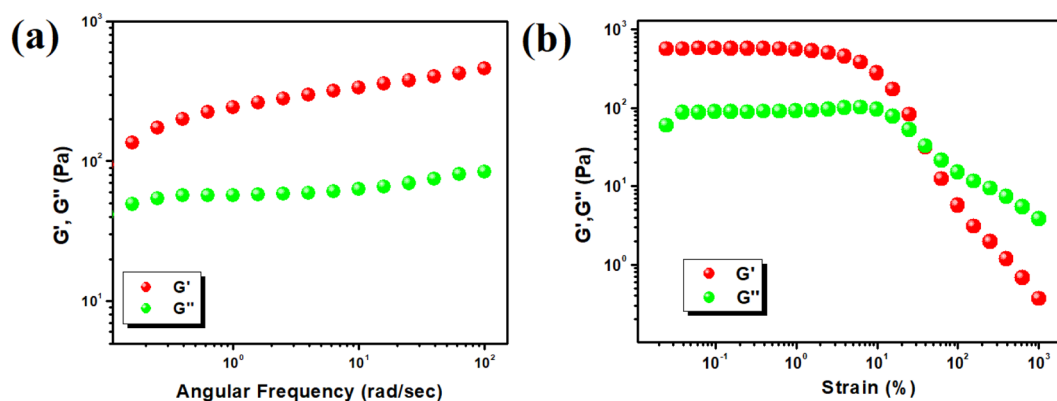 (a)
10³
10²
10¹
G', G'' (Pa)
G'
G''
10⁰
10¹
10²
Angular Frequency (rad/sec)
(b)
10³
10²
10¹
10⁰
G',G'' (Pa)
G'
G''
10⁻¹
10⁰
10¹
10²
10³
Strain (%)